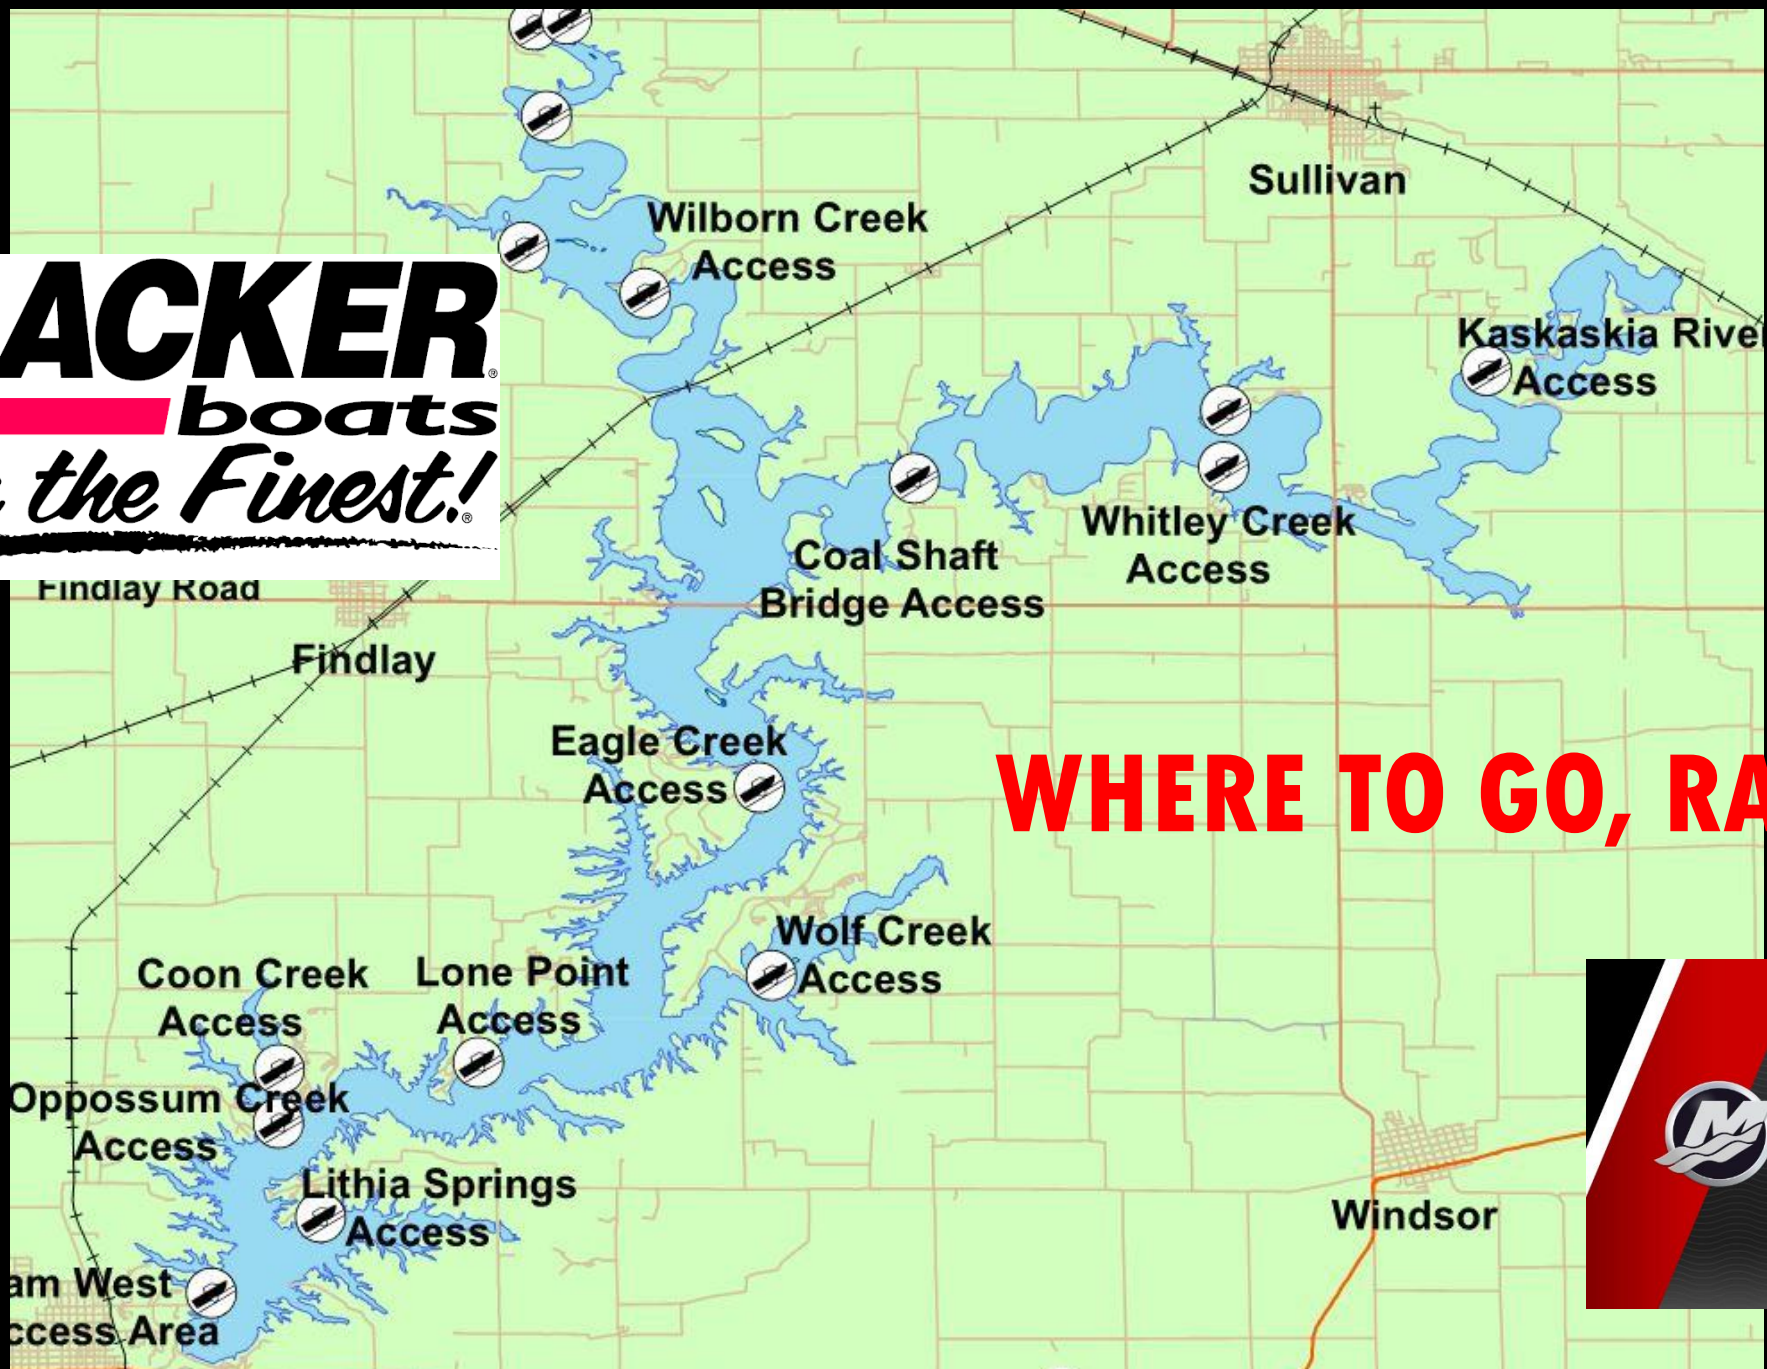 Sullivan
Wilborn Creek
Access
ACKER®
boats
the Finest!®
Kaskaskia River
Access
Whitley Creek
Access
Coal Shaft
Bridge Access
Findlay Road
Findlay
Eagle Creek
Access
WHERE TO GO, RA
Wolf Creek
Access
Coon Creek
Access
Lone Point
Access
Oppossum Creek
Access
Lithia Springs
Access
Windsor
am West
ccess Area
M